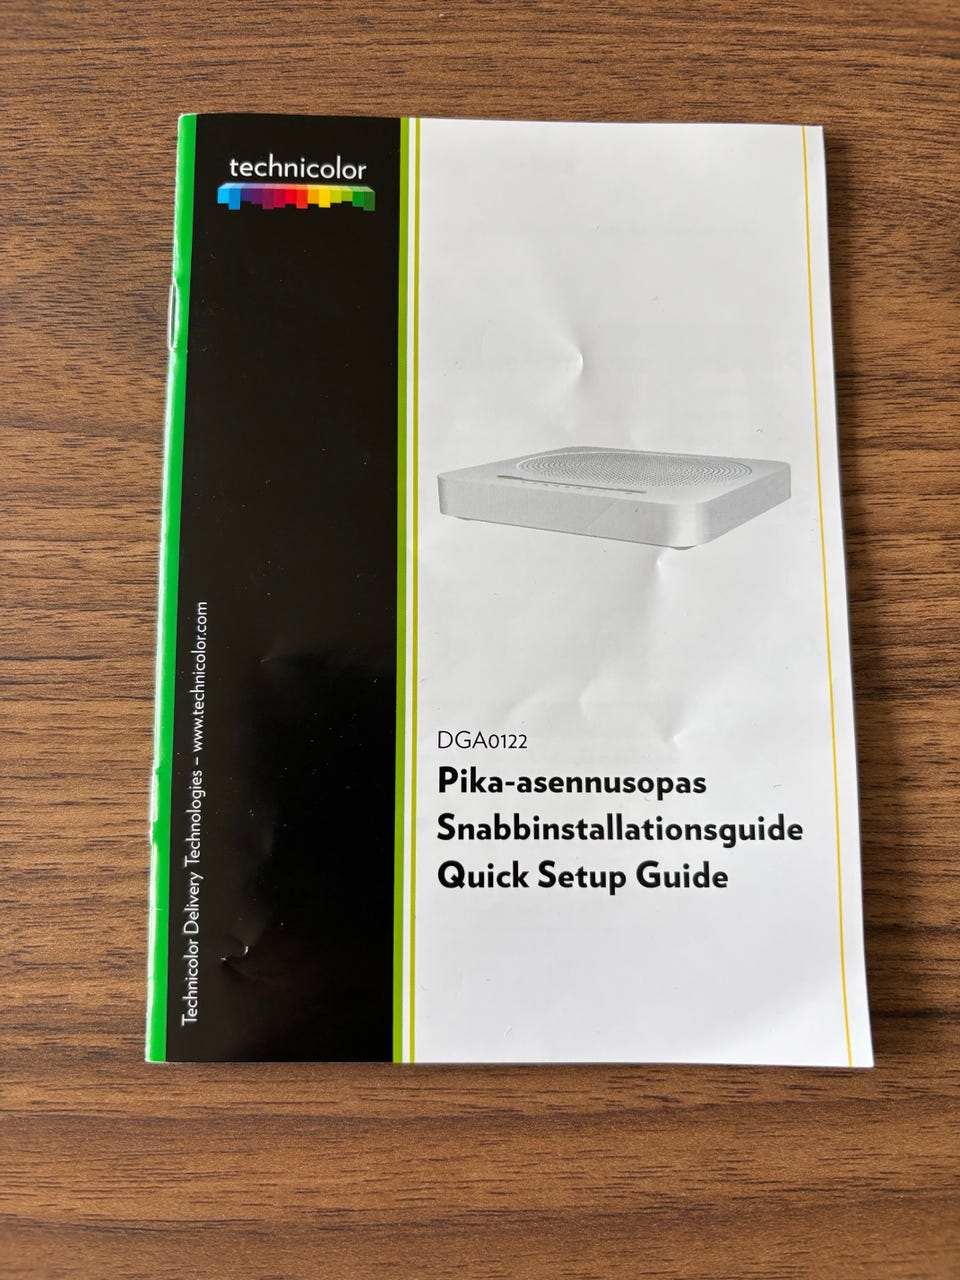 technicolor
Technicolor Delivery Technologies – www.technicolor.com
DGA0122
Pika-asennusopas
Snabbinstallationsguide
Quick Setup Guide